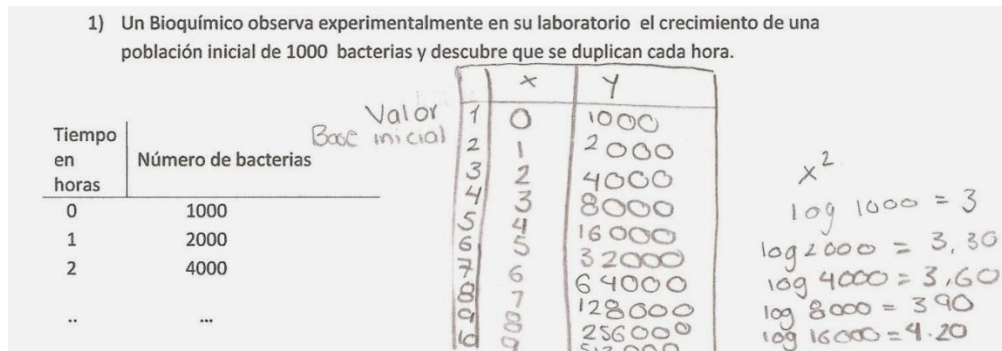 1) Un Bioquímico observa experimentalmente en su laboratorio el crecimiento de una
población inicial de 1000 bacterias y descubre que se duplican cada hora.
Tiempo en horas Número de bacterias
0 1000
1 2000
2 4000
.. ...
Valor
Base inicial
x y
1 0 1000
2 1 2000
3 2 4000
4 3 8000
5 4 16000
6 5 32000
7 6 64000
8 7 128000
9 8 256000
10 9 512000
x²
log 1000 = 3
log 2000 = 3,30
log 4000 = 3,60
log 8000 = 3 90
log 16000 = 4.20